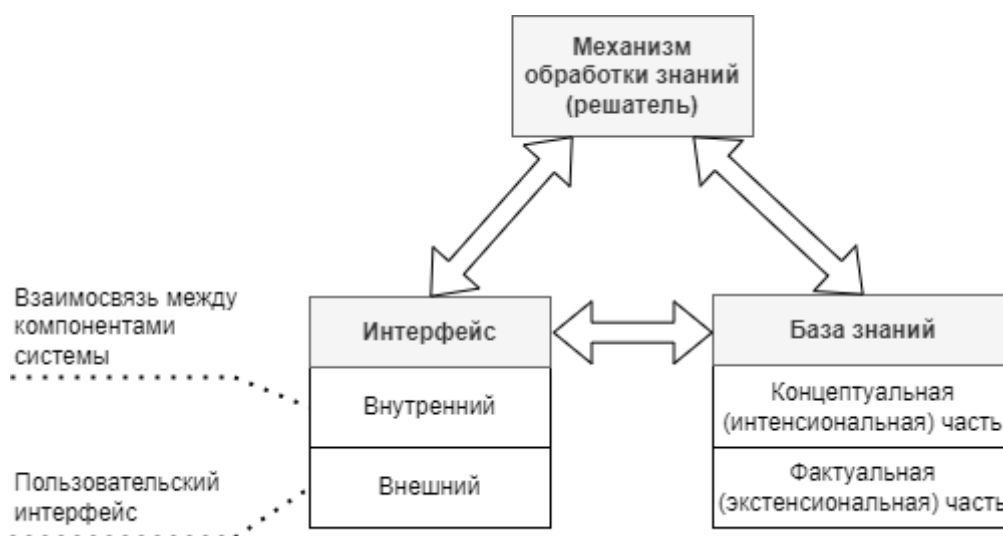 Механизм
обработки знаний
(решатель)
Взаимосвязь между
компонентами
системы
Интерфейс
База знаний
Внутренний
Концептуальная
(интенсиональная) часть
Пользовательский
интерфейс
Внешний
Фактуальная
(экстенсиональная) часть